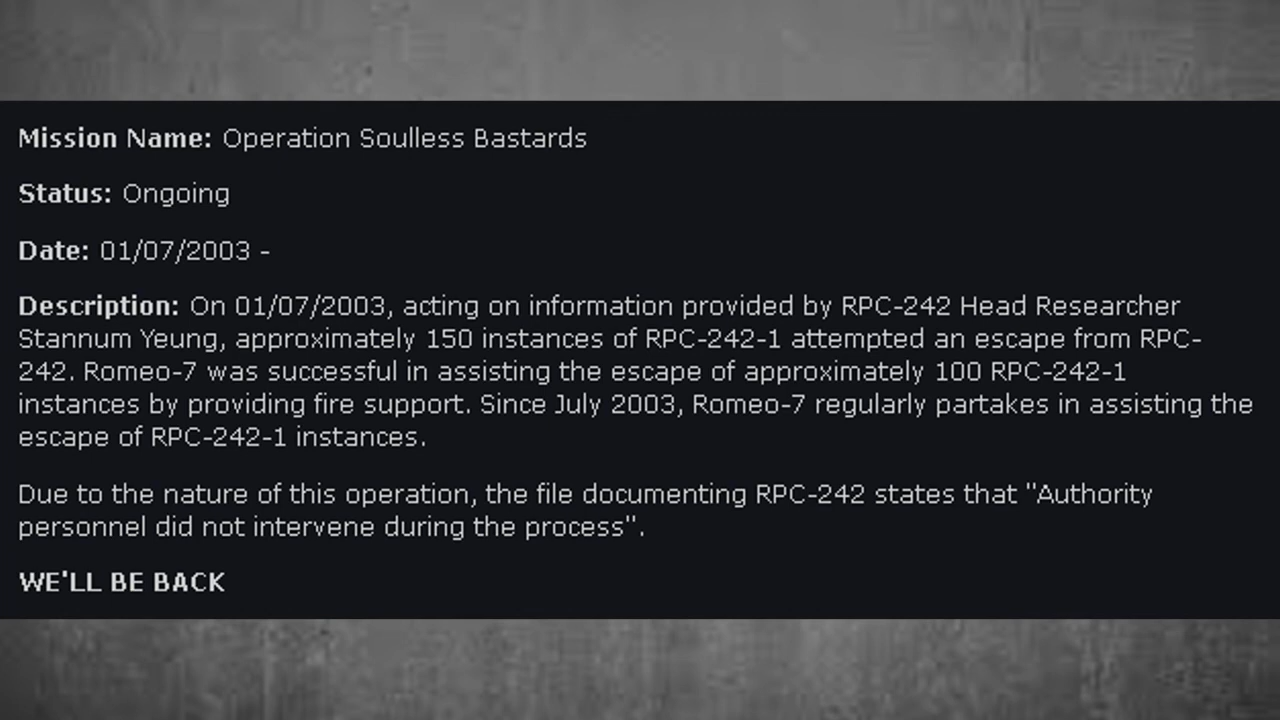 Mission Name: Operation Soulless Bastards
Status: Ongoing
Date: 01/07/2003 -
Description: On 01/07/2003, acting on information provided by RPC-242 Head Researcher
Stannum Yeung, approximately 150 instances of RPC-242-1 attempted an escape from RPC-
242. Romeo-7 was successful in assisting the escape of approximately 100 RPC-242-1
instances by providing fire support. Since July 2003, Romeo-7 regularly partakes in assisting the
escape of RPC-242-1 instances.
Due to the nature of this operation, the file documenting RPC-242 states that "Authority
personnel did not intervene during the process".
WE'LL BE BACK